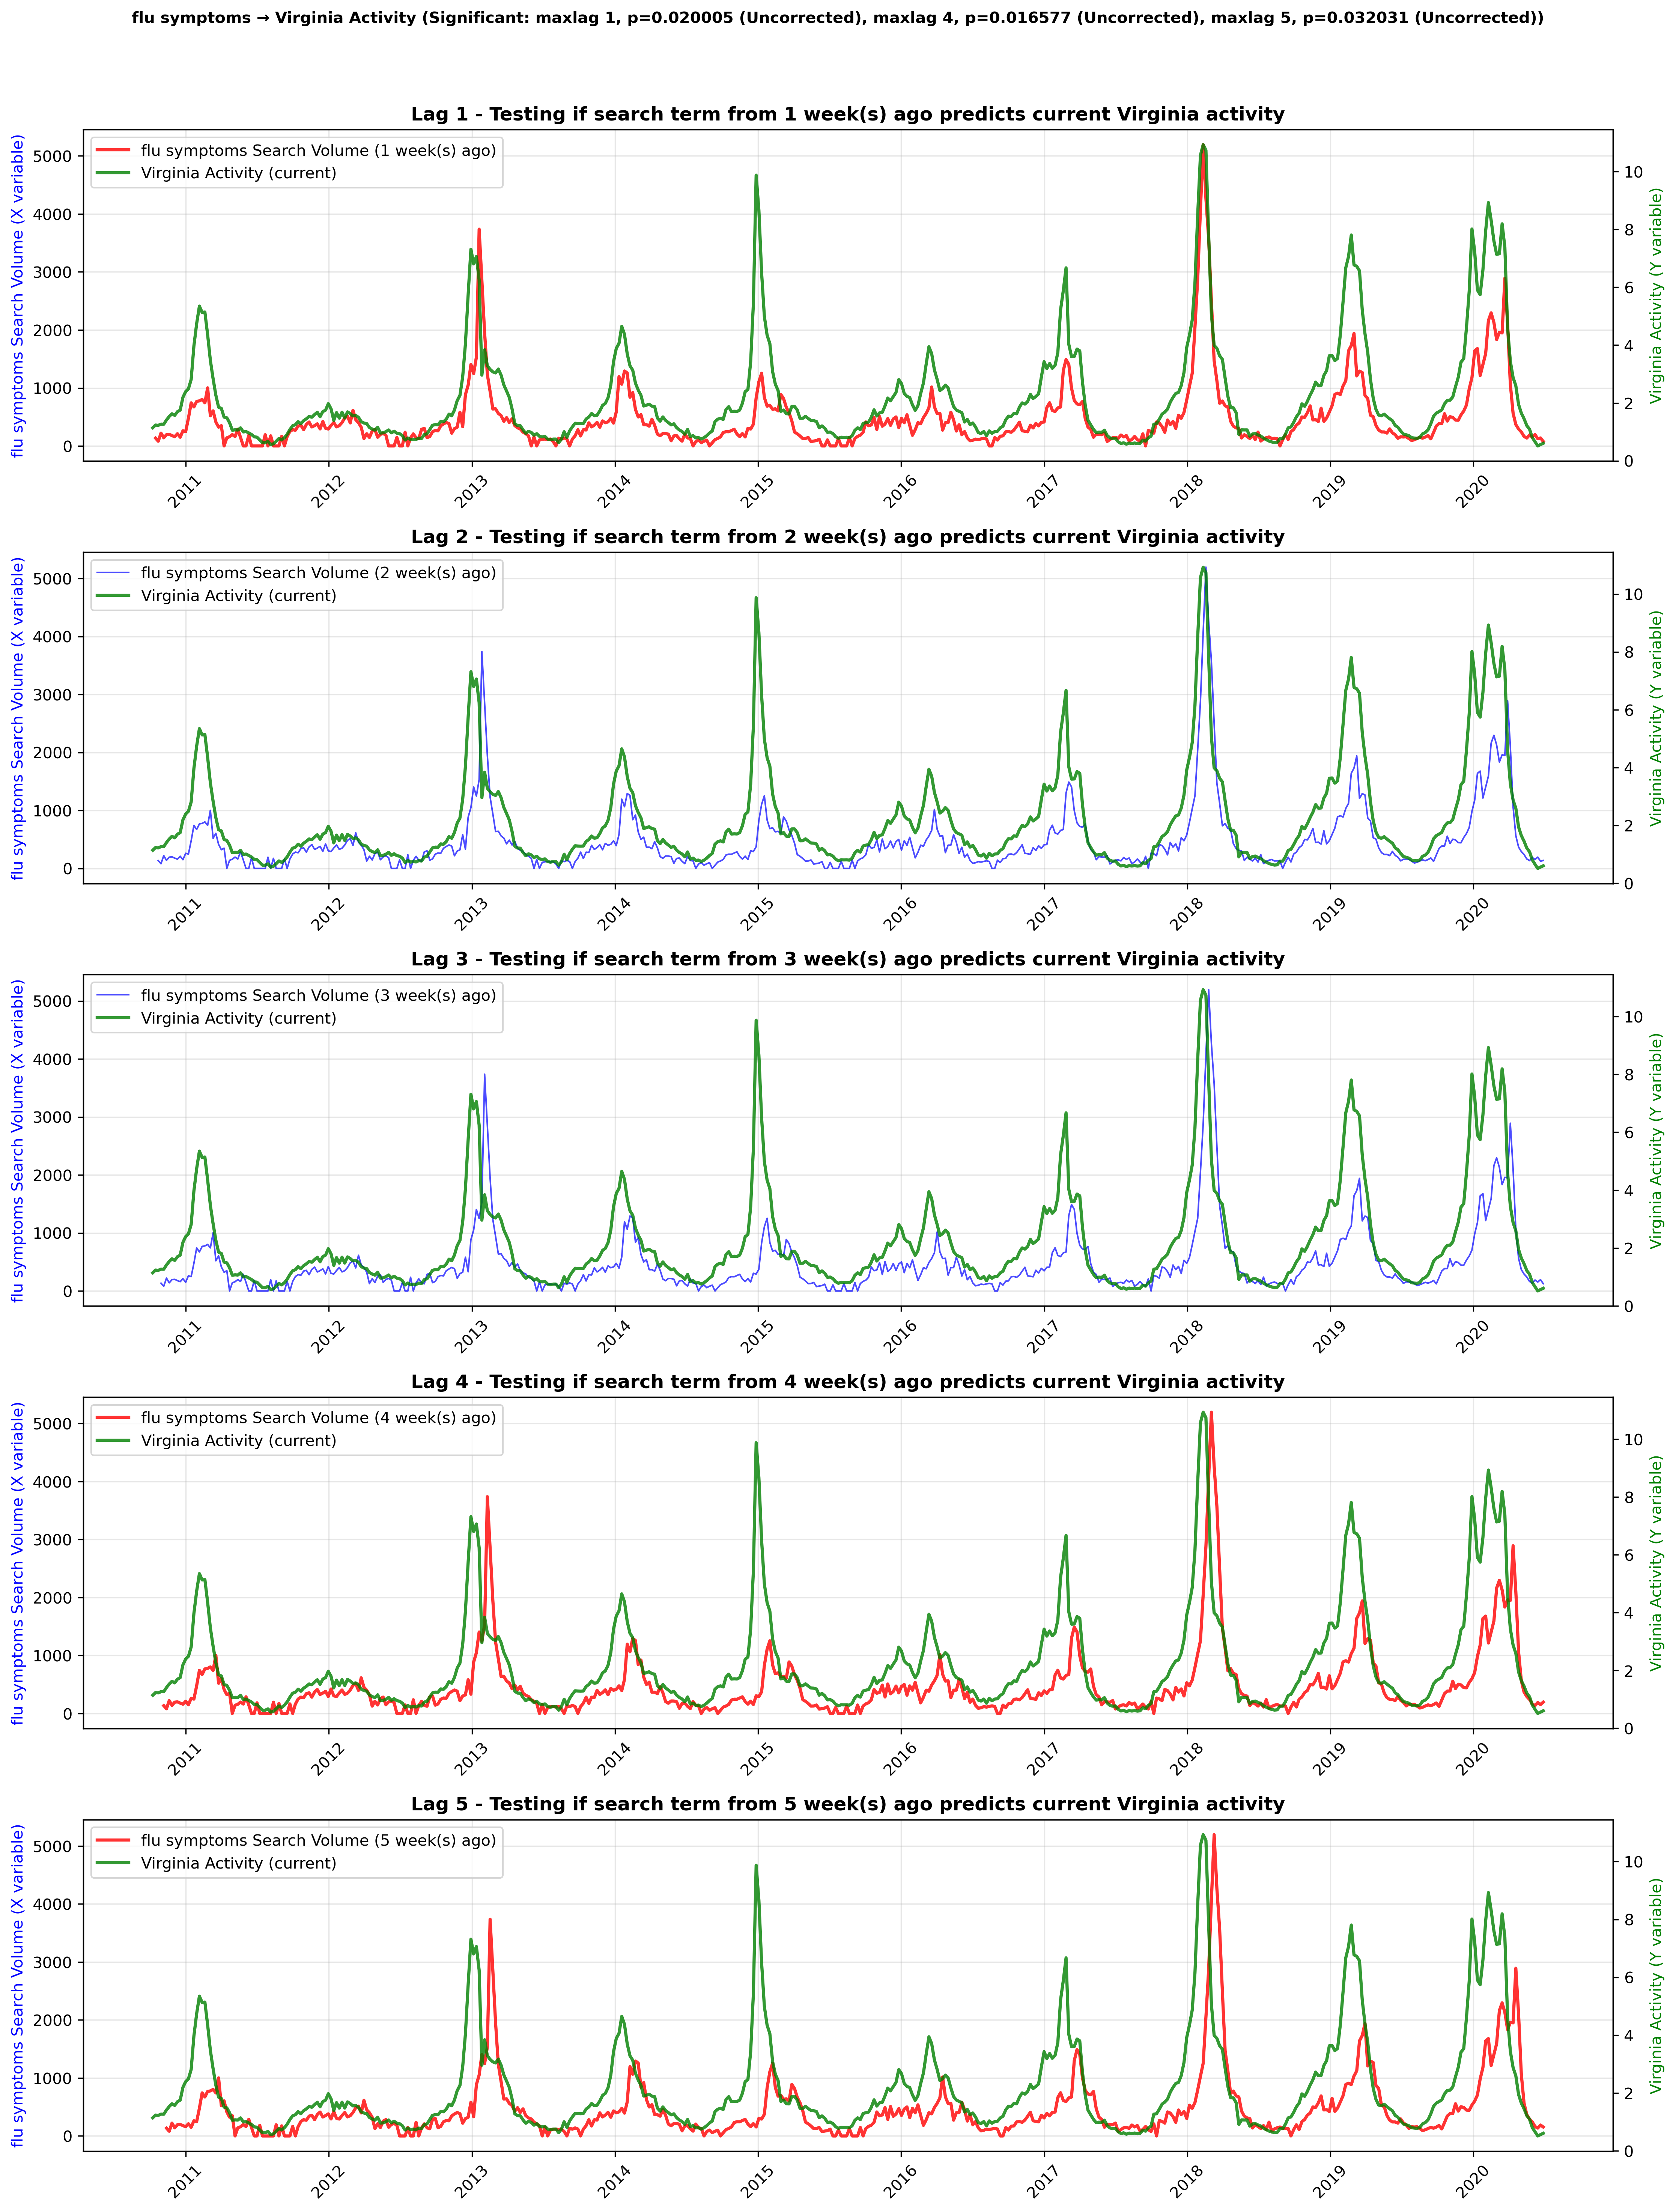 flu symptoms → Virginia Activity (Significant: maxlag 1, p=0.020005 (Uncorrected), maxlag 4, p=0.016577 (Uncorrected), maxlag 5, p=0.032031 (Uncorrected))
Lag 1 - Testing if search term from 1 week(s) ago predicts current Virginia activity
flu symptoms Search Volume (1 week(s) ago)
Virginia Activity (current)
flu symptoms Search Volume (X variable)
5000
4000
3000
2000
1000
0
10
8
6
4
2
0
Virginia Activity (Y variable)
2011 2012 2013 2014 2015 2016 2017 2018 2019 2020
Lag 2 - Testing if search term from 2 week(s) ago predicts current Virginia activity
flu symptoms Search Volume (2 week(s) ago)
Virginia Activity (current)
flu symptoms Search Volume (X variable)
5000
4000
3000
2000
1000
0
10
8
6
4
2
0
Virginia Activity (Y variable)
2011 2012 2013 2014 2015 2016 2017 2018 2019 2020
Lag 3 - Testing if search term from 3 week(s) ago predicts current Virginia activity
flu symptoms Search Volume (3 week(s) ago)
Virginia Activity (current)
flu symptoms Search Volume (X variable)
5000
4000
3000
2000
1000
0
10
8
6
4
2
0
Virginia Activity (Y variable)
2011 2012 2013 2014 2015 2016 2017 2018 2019 2020
Lag 4 - Testing if search term from 4 week(s) ago predicts current Virginia activity
flu symptoms Search Volume (4 week(s) ago)
Virginia Activity (current)
flu symptoms Search Volume (X variable)
5000
4000
3000
2000
1000
0
10
8
6
4
2
0
Virginia Activity (Y variable)
2011 2012 2013 2014 2015 2016 2017 2018 2019 2020
Lag 5 - Testing if search term from 5 week(s) ago predicts current Virginia activity
flu symptoms Search Volume (5 week(s) ago)
Virginia Activity (current)
flu symptoms Search Volume (X variable)
5000
4000
3000
2000
1000
0
10
8
6
4
2
0
Virginia Activity (Y variable)
2011 2012 2013 2014 2015 2016 2017 2018 2019 2020